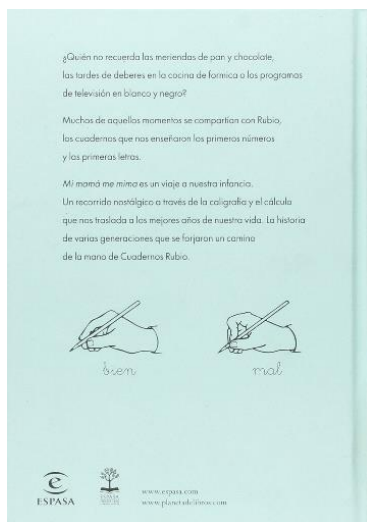 ¿Quién no recuerda las meriendas de pan y chocolate,
las tardes de deberes en la cocina de formica o los programas
de televisión en blanco y negro?
Muchos de aquellos momentos se compartían con Rubio,
los cuadernos que nos enseñaron los primeros números
y las primeras letras.
Mi mamá me mima es un viaje a nuestra infancia.
Un recorrido nostálgico a través de la caligrafía y el cálculo
que nos traslada a los mejores años de nuestra vida. La historia
de varias generaciones que se forjaron un camino
de la mano de Cuadernos Rubio.
bien
mal
ESPASA
www.espasa.com
www.planetadelibros.com